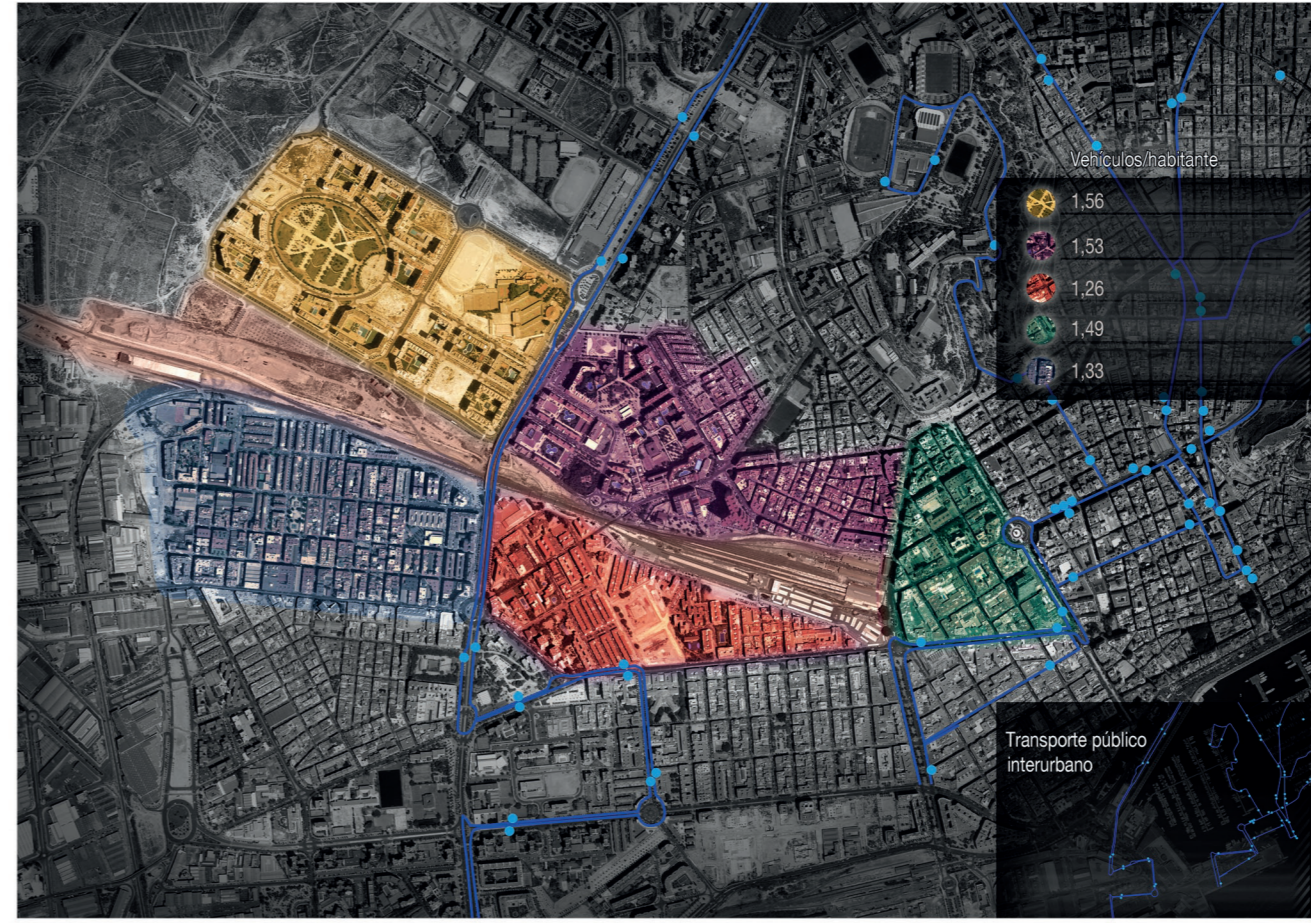 Vehículos/habitante
1,56
1,53
1,26
1,49
1,33
Transporte público
interurbano